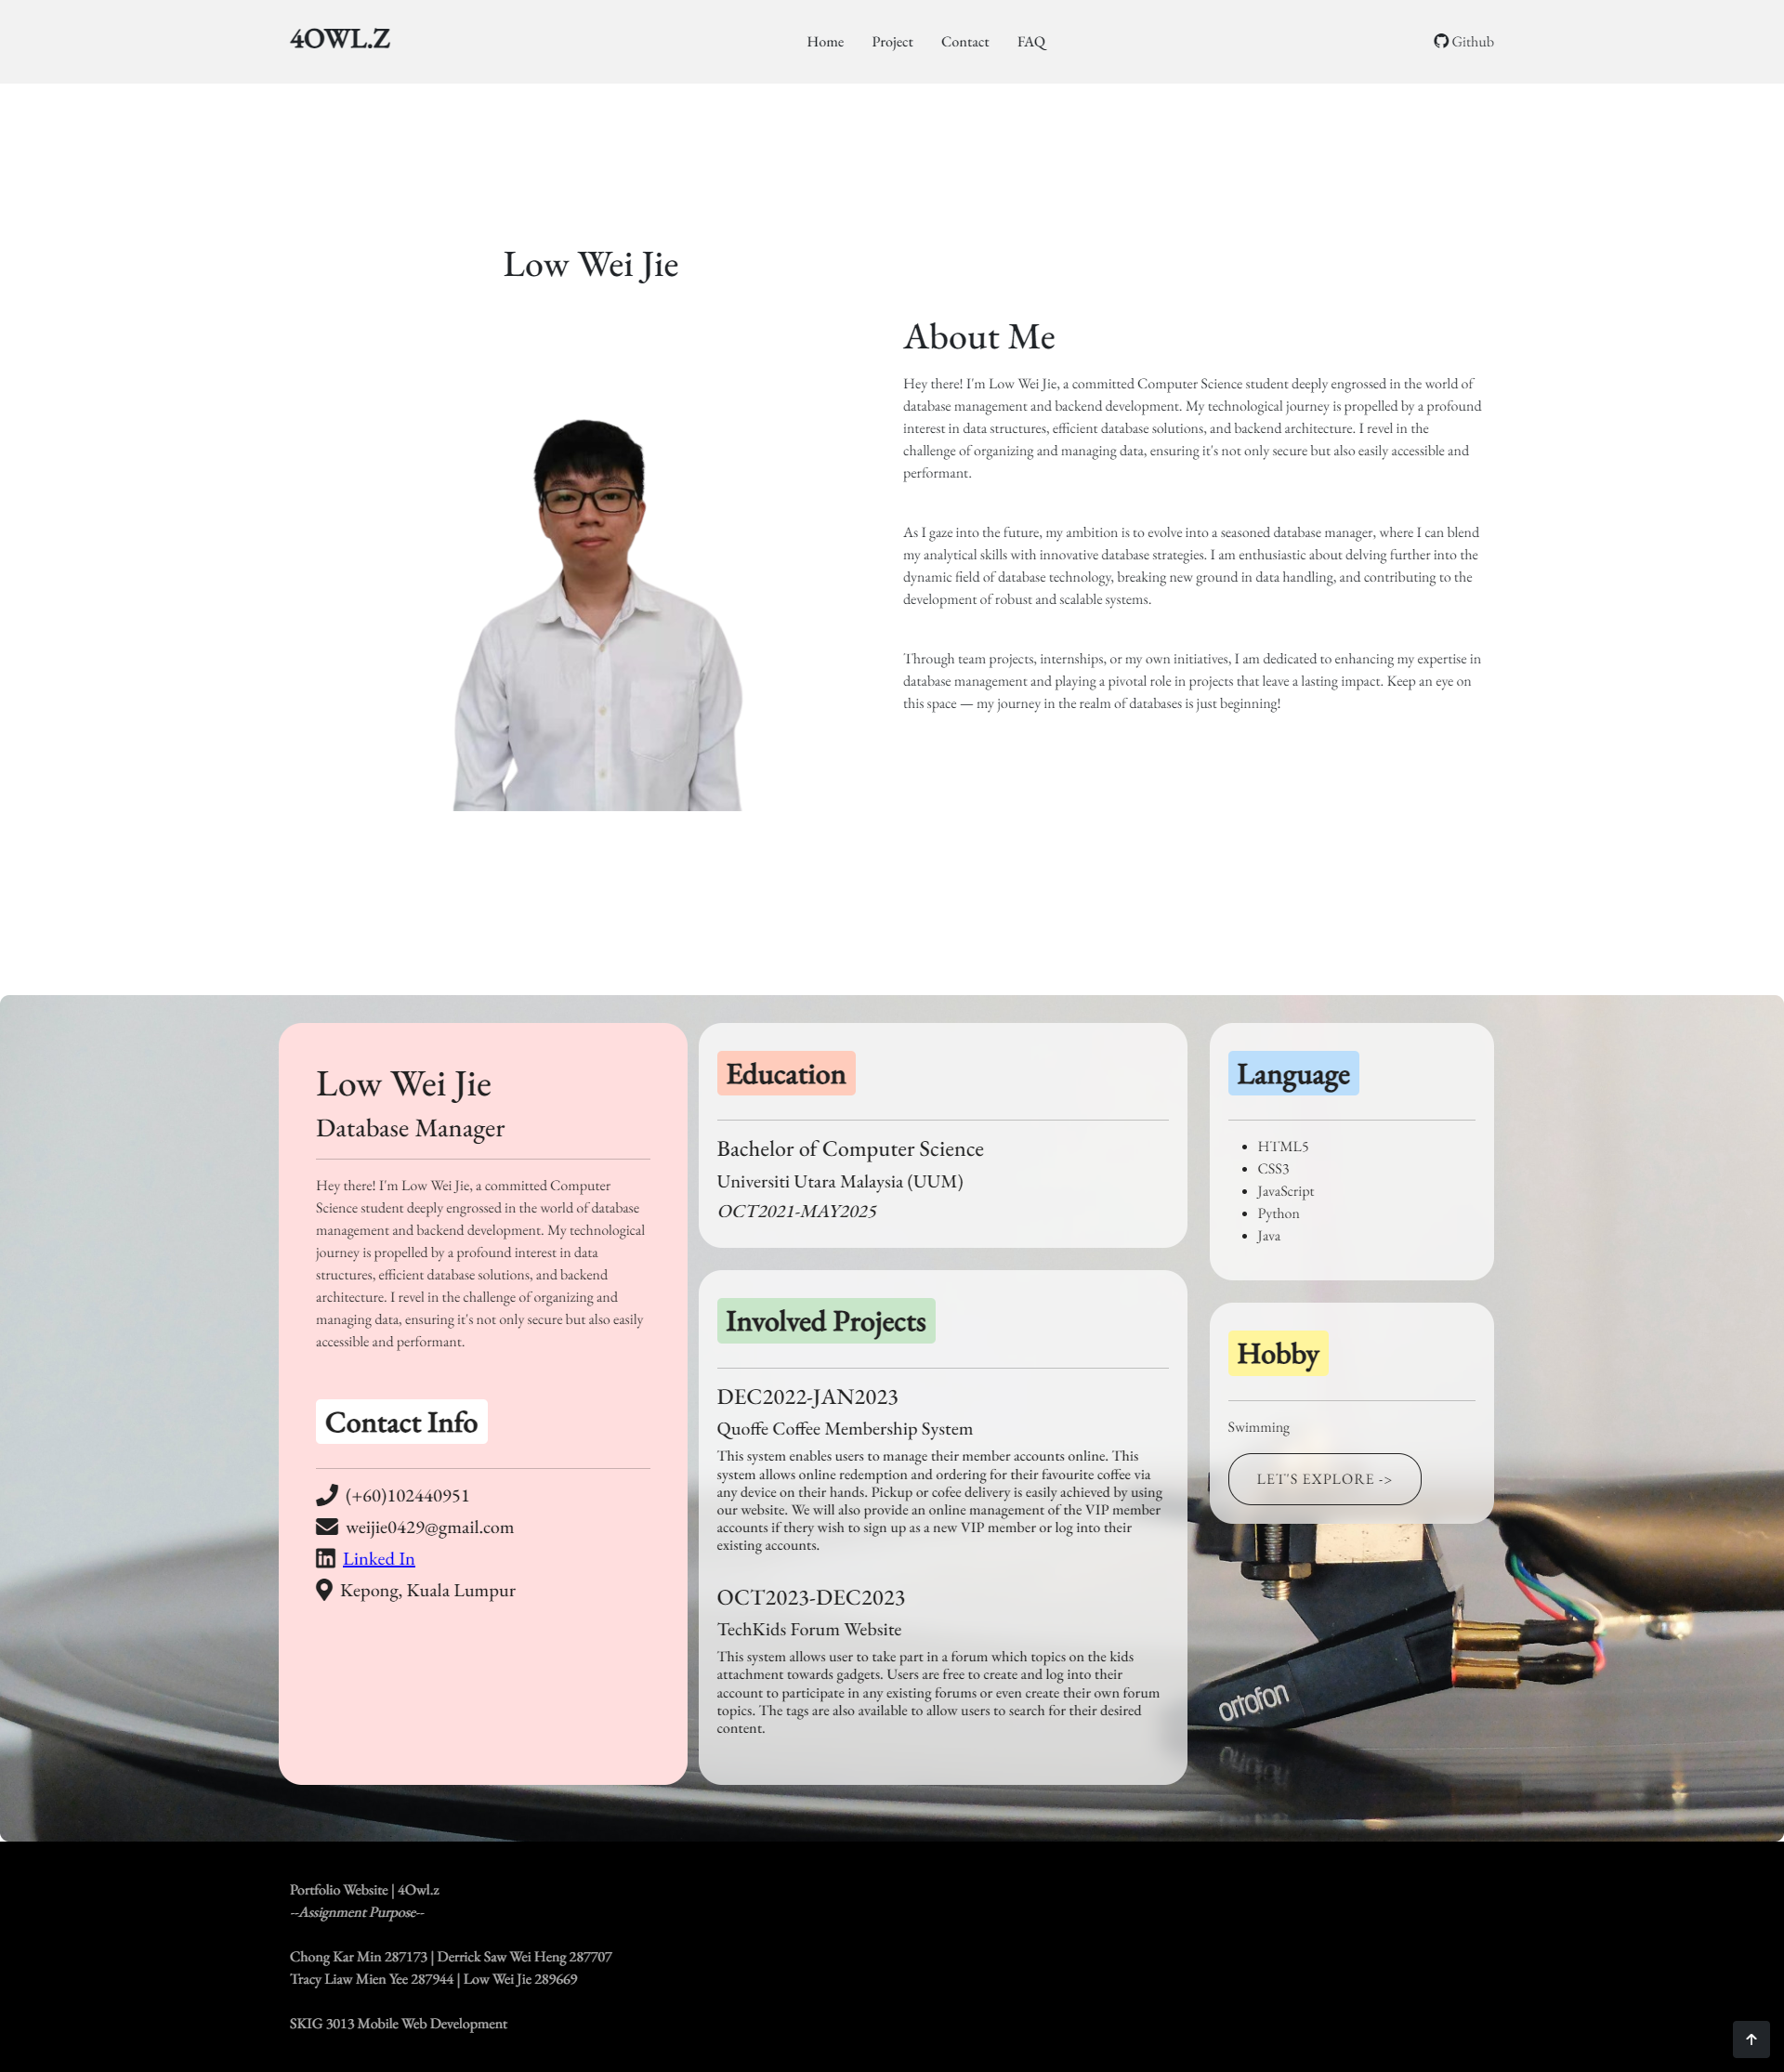 4OWL.Z
Home Project Contact FAQ
Github
Low Wei Jie
About Me
Hey there! I'm Low Wei Jie, a committed Computer Science student deeply engrossed in the world of
database management and backend development. My technological journey is propelled by a profound
interest in data structures, efficient database solutions, and backend architecture. I revel in the
challenge of organizing and managing data, ensuring it's not only secure but also easily accessible and
performant.
As I gaze into the future, my ambition is to evolve into a seasoned database manager, where I can blend
my analytical skills with innovative database strategies. I am enthusiastic about delving further into the
dynamic field of database technology, breaking new ground in data handling, and contributing to the
development of robust and scalable systems.
Through team projects, internships, or my own initiatives, I am dedicated to enhancing my expertise in
database management and playing a pivotal role in projects that leave a lasting impact. Keep an eye on
this space — my journey in the realm of databases is just beginning!
Low Wei Jie
Database Manager
Hey there! I'm Low Wei Jie, a committed Computer
Science student deeply engrossed in the world of database
management and backend development. My technological
journey is propelled by a profound interest in data
structures, efficient database solutions, and backend
architecture. I revel in the challenge of organizing and
managing data, ensuring it's not only secure but also easily
accessible and performant.
Contact Info
(+60)102440951
weijie0429@gmail.com
Linked In
Kepong, Kuala Lumpur
Education
Bachelor of Computer Science
Universiti Utara Malaysia (UUM)
OCT2021-MAY2025
Involved Projects
DEC2022-JAN2023
Quoffe Coffee Membership System
This system enables users to manage their member accounts online. This
system allows online redemption and ordering for their favourite coffee via
any device on their hands. Pickup or cofee delivery is easily achieved by using
our website. We will also provide an online management of the VIP member
accounts if thery wish to sign up as a new VIP member or log into their
existing accounts.
OCT2023-DEC2023
TechKids Forum Website
This system allows user to take part in a forum which topics on the kids
attachment towards gadgets. Users are free to create and log into their
account to participate in any existing forums or even create their own forum
topics. The tags are also available to allow users to search for their desired
content.
Language
HTML5
CSS3
JavaScript
Python
Java
Hobby
Swimming
LET'S EXPLORE ->
ortofon
Portfolio Website | 4Owl.z
--Assignment Purpose--
Chong Kar Min 287173 | Derrick Saw Wei Heng 287707
Tracy Liaw Mien Yee 287944 | Low Wei Jie 289669
SKIG 3013 Mobile Web Development